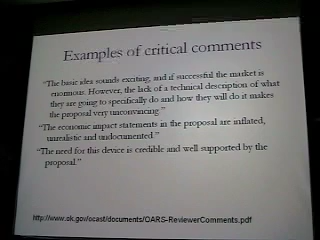 Examples of critical comments
"The basic idea sounds exciting, and if successful the market is
enormous. However, the lack of a technical description of what
they are going to specifically do and how they will do it makes
the proposal very unconvincing."
"The economic impact statements in the proposal are inflated,
unrealistic and undocumented."
"The need for this device is credible and well supported by the
proposal."
http://www.ok.gov/ocast/documents/OARS-ReviewerComments.pdf